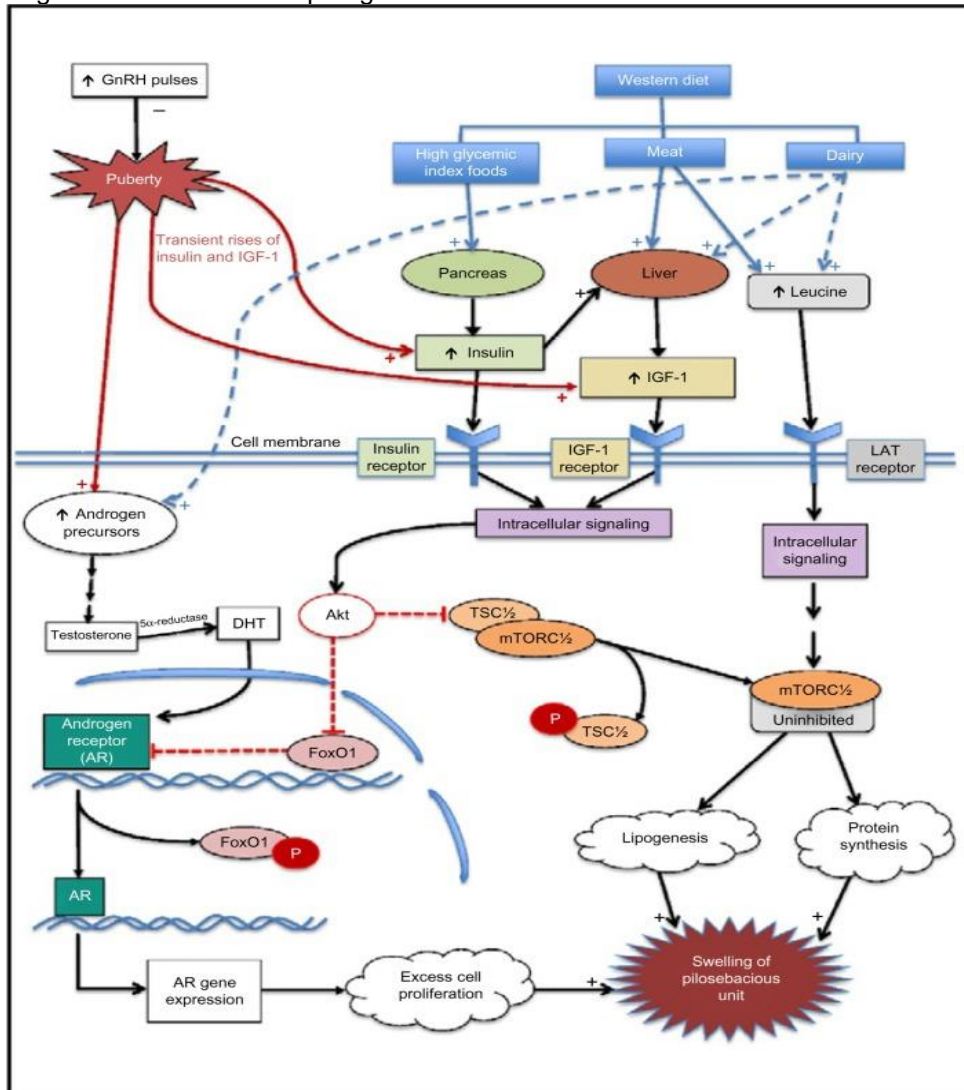 ↑ GnRH pulses
–
Puberty
Western diet
High glycemic
index foods
Meat
Dairy
Transient rises of
insulin and IGF-1
+
+
+
+
+
Pancreas
Liver
↑ Leucine
+
↑ Insulin
+
↑ IGF-1
+
Cell membrane
Insulin
receptor
IGF-1
receptor
LAT
receptor
+
+
↑ Androgen
precursors
Intracellular signaling
Intracellular
signaling
Testosterone
5α-reductase
DHT
Akt
TSC½
mTORC½
mTORC½
Uninhibited
P
TSC½
Androgen
receptor
(AR)
FoxO1
FoxO1
P
Lipogenesis
Protein
synthesis
AR
+
+
AR gene
expression
Excess cell
proliferation
+
Swelling of
pilosebacious
unit